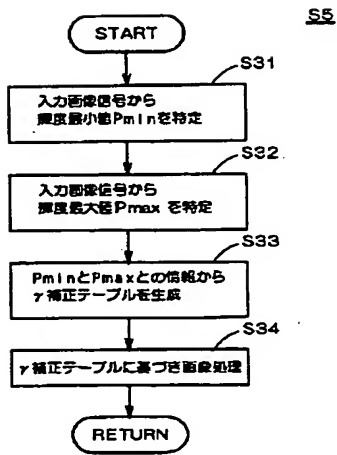 S5
START
S31
入力画像信号から
輝度最小値Pminを特定
S32
入力画像信号から
輝度最大値Pmax を特定
S33
PminとPmaxとの情報から
γ補正テーブルを生成
S34
γ補正テーブルに基づき画像処理
RETURN